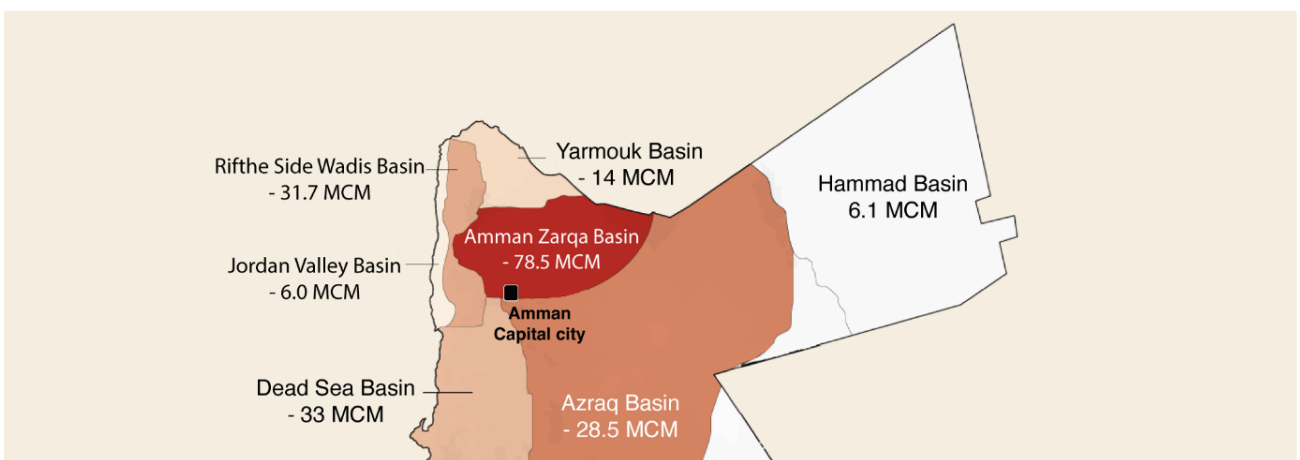 Yarmouk Basin
- 14 MCM
Rifthe Side Wadis Basin
- 31.7 MCM
Hammad Basin
6.1 MCM
Amman Zarqa Basin
- 78.5 MCM
Jordan Valley Basin
- 6.0 MCM
Amman
Capital city
Dead Sea Basin
- 33 MCM
Azraq Basin
- 28.5 MCM